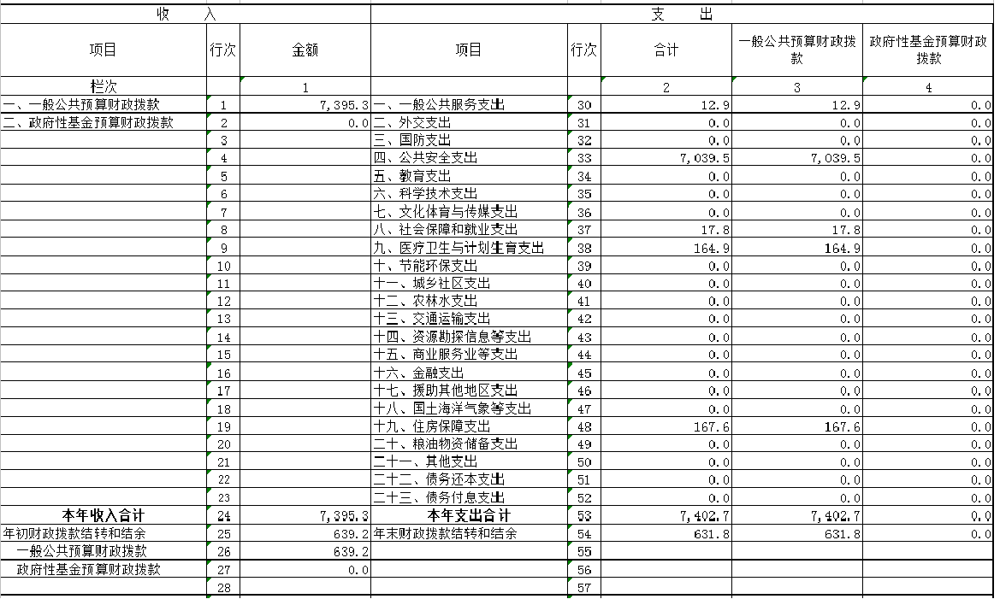 收 入 支 出
项目 行次 金额 项目 行次 合计 一般公共预算财政拨款 政府性基金预算财政拨款
栏次 1 2 3 4
一、一般公共预算财政拨款 1 7,395.3 一、一般公共服务支出 30 12.9 12.9 0.0
二、政府性基金预算财政拨款 2 0.0 二、外交支出 31 0.0 0.0 0.0
3 三、国防支出 32 0.0 0.0 0.0
4 四、公共安全支出 33 7,039.5 7,039.5 0.0
5 五、教育支出 34 0.0 0.0 0.0
6 六、科学技术支出 35 0.0 0.0 0.0
7 七、文化体育与传媒支出 36 0.0 0.0 0.0
8 八、社会保障和就业支出 37 17.8 17.8 0.0
9 九、医疗卫生与计划生育支出 38 164.9 164.9 0.0
10 十、节能环保支出 39 0.0 0.0 0.0
11 十一、城乡社区支出 40 0.0 0.0 0.0
12 十二、农林水支出 41 0.0 0.0 0.0
13 十三、交通运输支出 42 0.0 0.0 0.0
14 十四、资源勘探信息等支出 43 0.0 0.0 0.0
15 十五、商业服务业等支出 44 0.0 0.0 0.0
16 十六、金融支出 45 0.0 0.0 0.0
17 十七、援助其他地区支出 46 0.0 0.0 0.0
18 十八、国土海洋气象等支出 47 0.0 0.0 0.0
19 十九、住房保障支出 48 167.6 167.6 0.0
20 二十、粮油物资储备支出 49 0.0 0.0 0.0
21 二十一、其他支出 50 0.0 0.0 0.0
22 二十二、债务还本支出 51 0.0 0.0 0.0
23 二十三、债务付息支出 52 0.0 0.0 0.0
本年收入合计 24 7,395.3 本年支出合计 53 7,402.7 7,402.7 0.0
年初财政拨款结转和结余 25 639.2 年末财政拨款结转和结余 54 631.8 631.8 0.0
一般公共预算财政拨款 26 639.2 55
政府性基金预算财政拨款 27 0.0 56
28 57